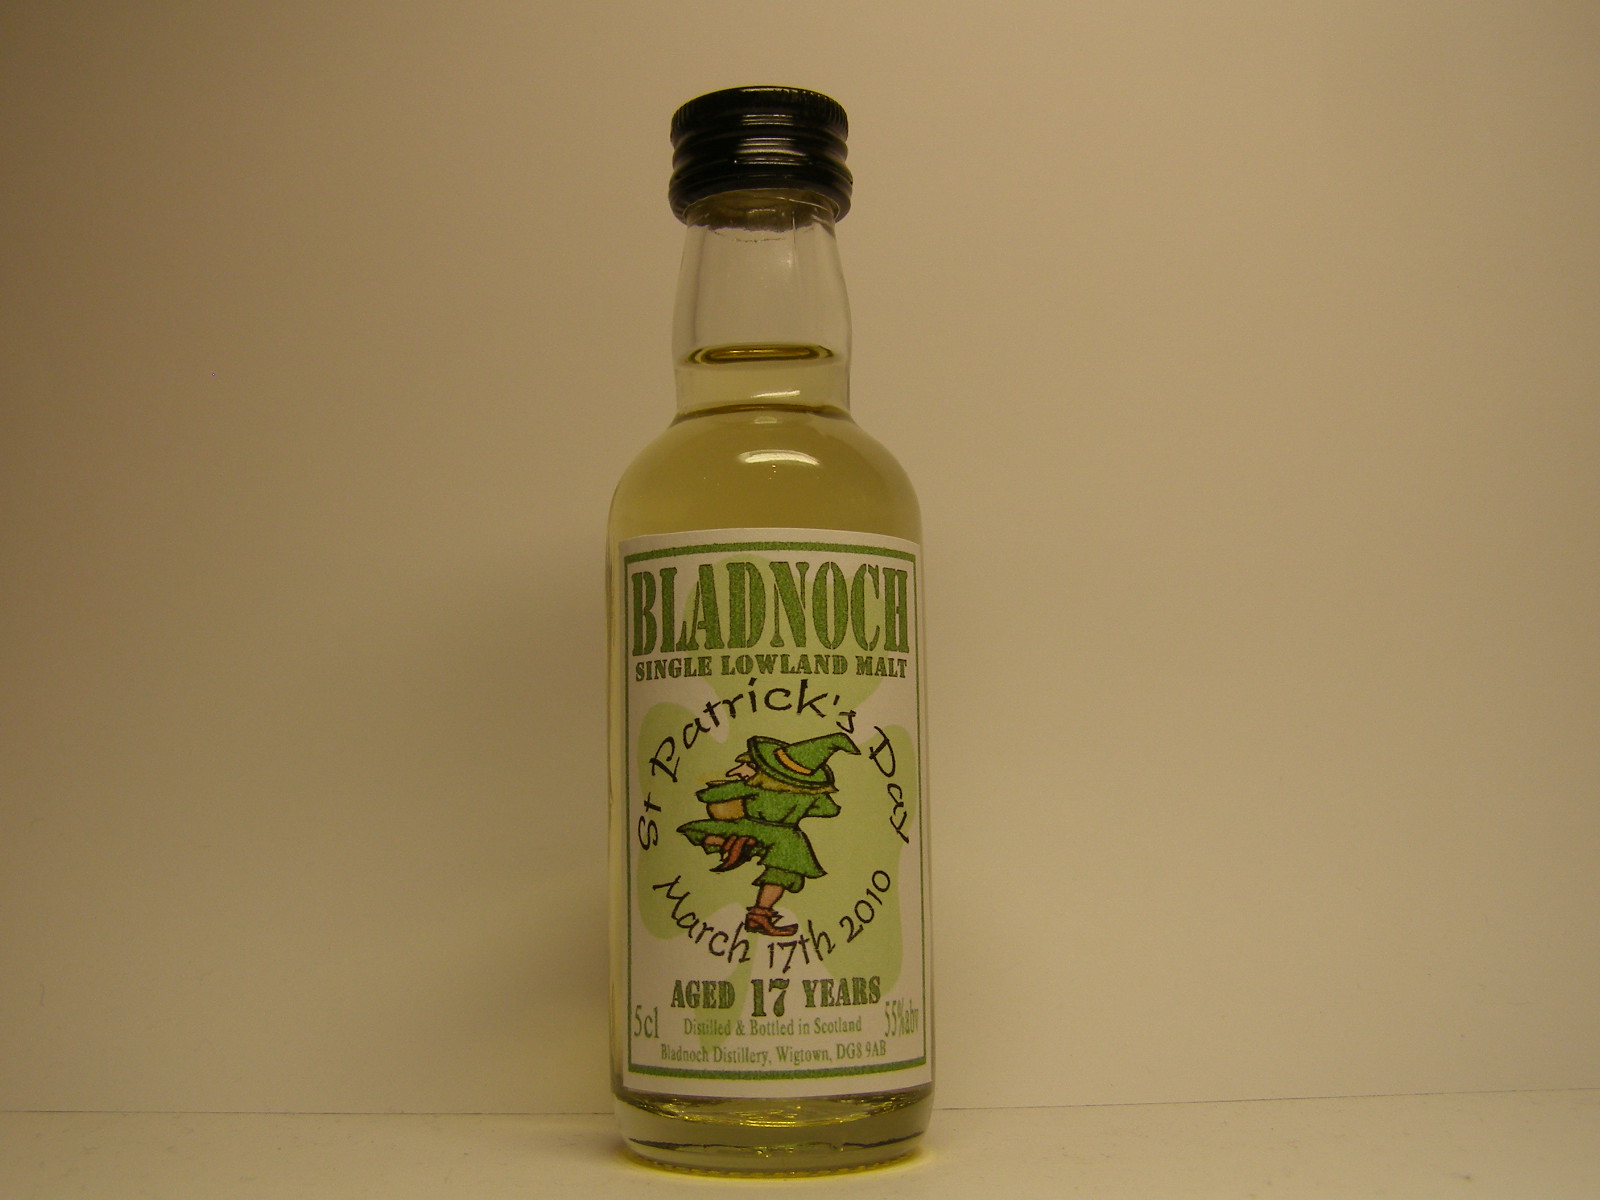 BLADNOCH
SINGLE LOWLAND MALT
St Patrick's Day
March 17th 2010
AGED 17 YEARS
5cl Distilled & Bottled in Scotland 55%abv
Bladnoch Distillery, Wigtown, DG8 9AB